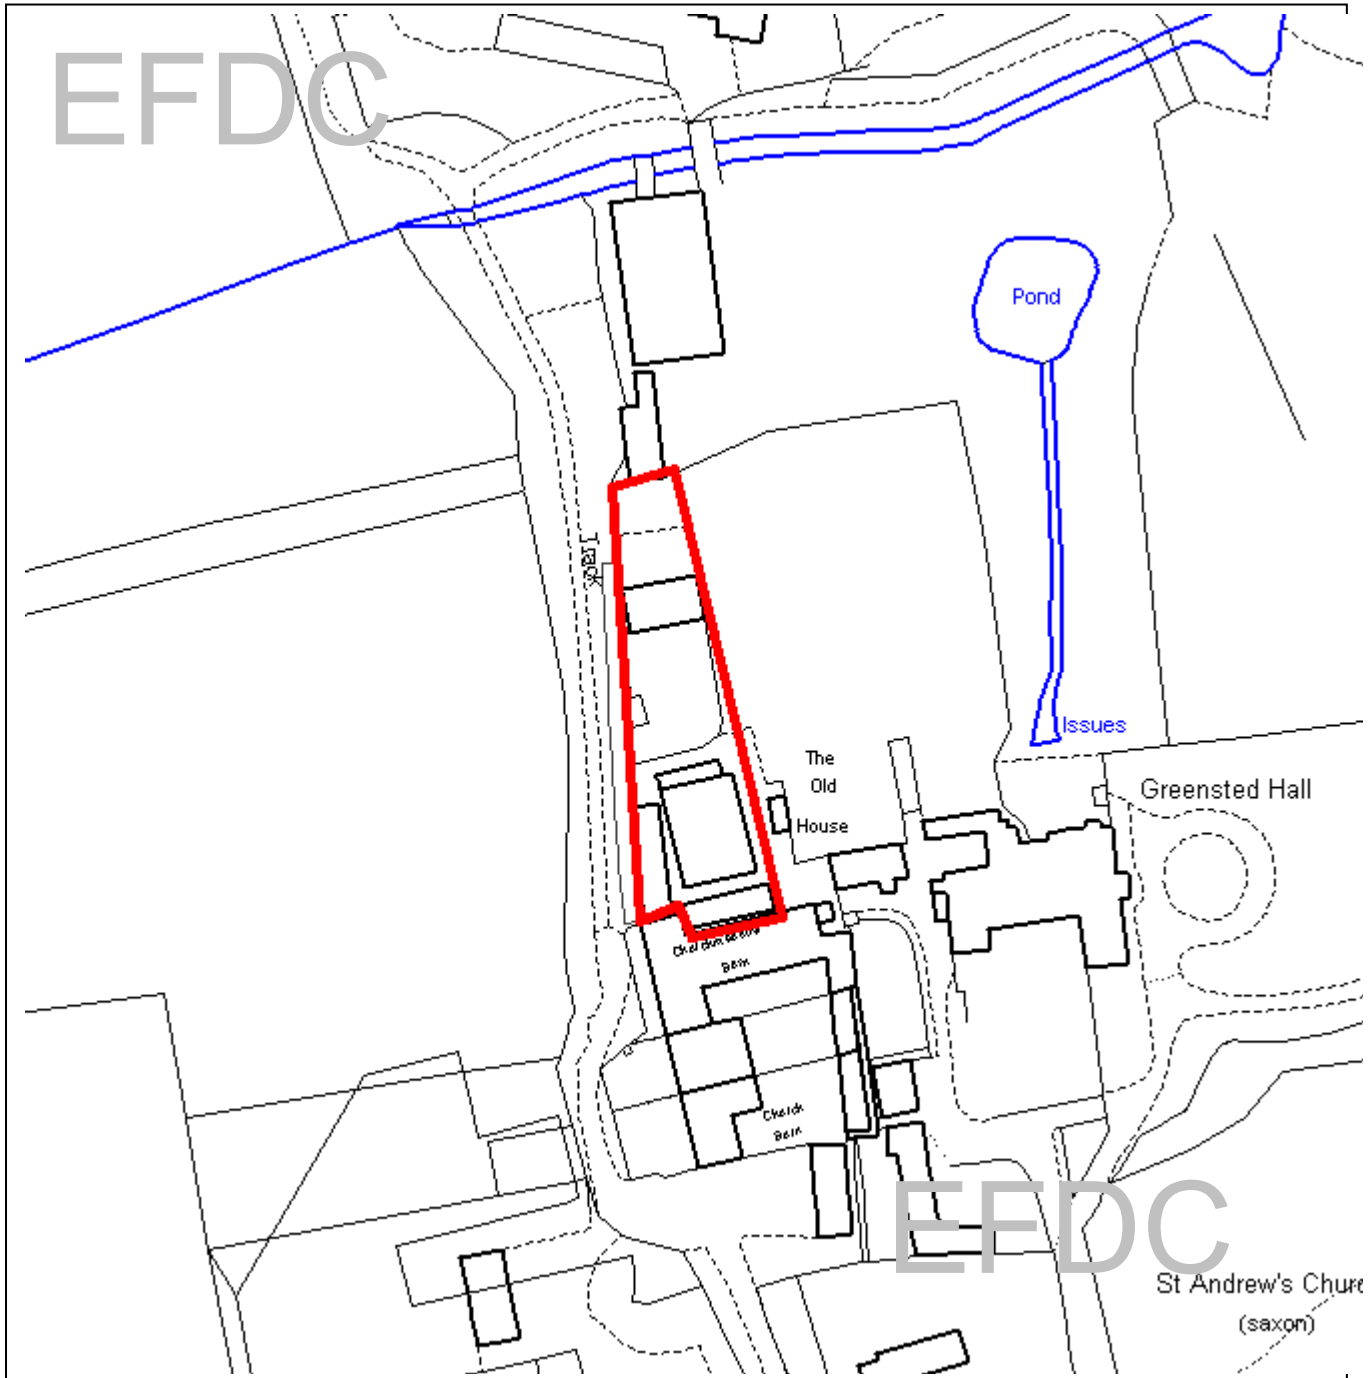 EFDC
Pond
Track
Issues
The
Old
House
Greensted Hall
Barn
Church
Barn
EFDC
St Andrew's Churc
(saxon)